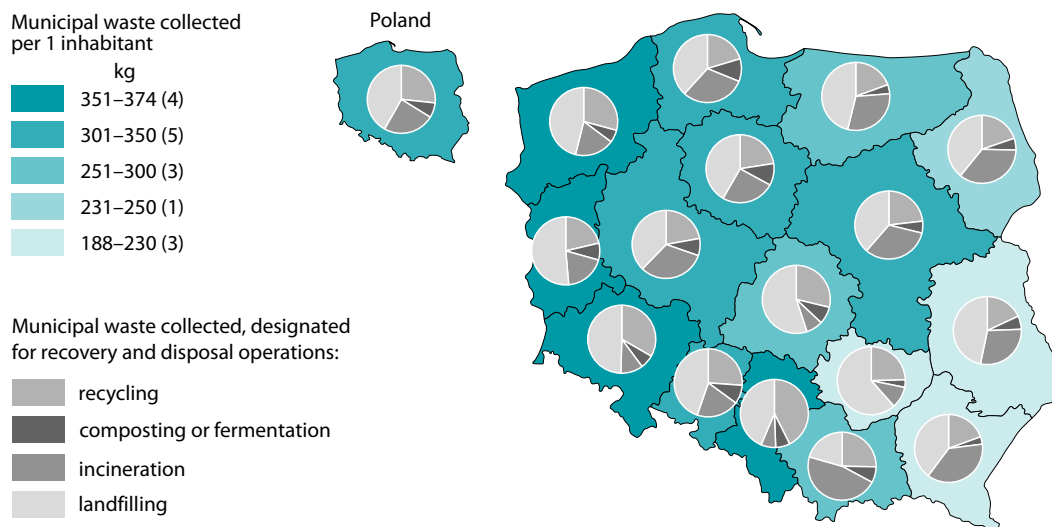 Municipal waste collected
per 1 inhabitant
kg
351–374 (4)
301–350 (5)
251–300 (3)
231–250 (1)
188–230 (3)
Poland
Municipal waste collected, designated
for recovery and disposal operations:
recycling
composting or fermentation
incineration
landfilling